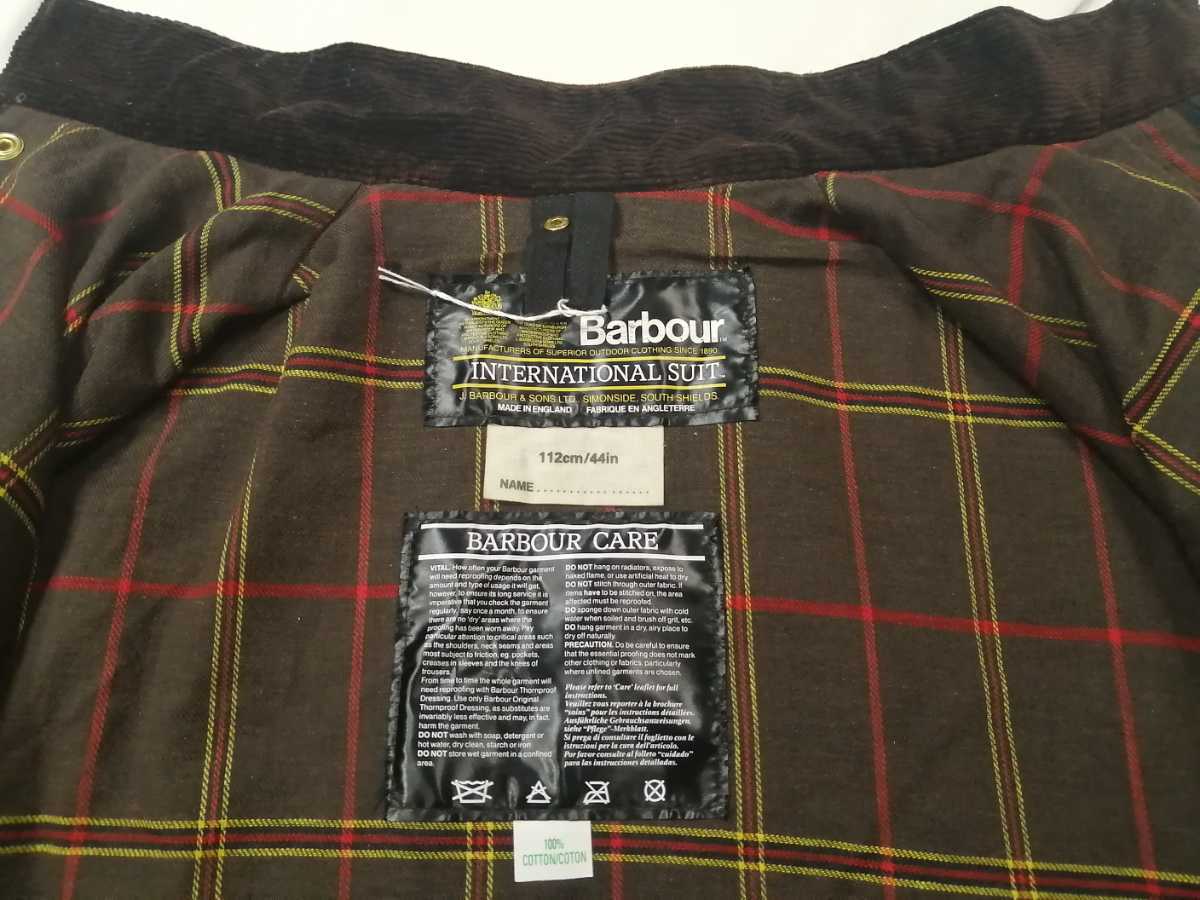 Barbour™
MANUFACTURERS OF SUPERIOR OUTDOOR CLOTHING SINCE 1890.
INTERNATIONAL SUIT™
J. BARBOUR & SONS LTD., SIMONSIDE, SOUTH SHIELDS.
MADE IN ENGLAND FABRIQUE EN ANGLETERRE
112cm/44in
NAME
BARBOUR CARE
VITAL. How often your Barbour garment
will need reproofing depends on the
amount and type of usage it will get,
however, to ensure its long service it is
imperative that you check the garment
regularly, say once a month, to ensure
there are no 'dry' areas where the
proofing has been worn away. Pay
particular attention to critical areas such
as the shoulders, neck seams and areas
most subject to friction, eg. pockets,
creases in sleeves and the knees of
trousers.
From time to time the whole garment will
need reproofing with Barbour Thornproof
Dressing. Use only Barbour Original
Thornproof Dressing, as substitutes are
invariably less effective and may, in fact,
harm the garment.
DO NOT wash with soap, detergent or
hot water, dry clean, starch or iron
DO NOT store wet garment in a confined
area.
DO NOT hang on radiators, expose to
naked flame, or use artificial heat to dry
DO NOT stitch through outer fabric. If
items have to be stitched on, the area
affected must be reproofed.
DO sponge down outer fabric with cold
water when soiled and brush off grit, etc.
DO hang garment in a dry, airy place to
dry off naturally.
PRECAUTION. Do be careful to ensure
that the essential proofing does not mark
other clothing or fabrics, particularly
where unlined garments are chosen.
Please refer to 'Care' leaflet for full
instructions.
Veuillez vous reporter à la brochure
"soins" pour les instructions détaillées.
Ausführliche Gebrauchsanweisungen,
siehe "Pflege"-Merkblatt.
Si prega di consultare il foglietto con le
istruzioni per la cura dell'articolo.
Por favor consulte al folleto "cuidado"
para las instrucciones detalladas.
100%
COTTON/COTON